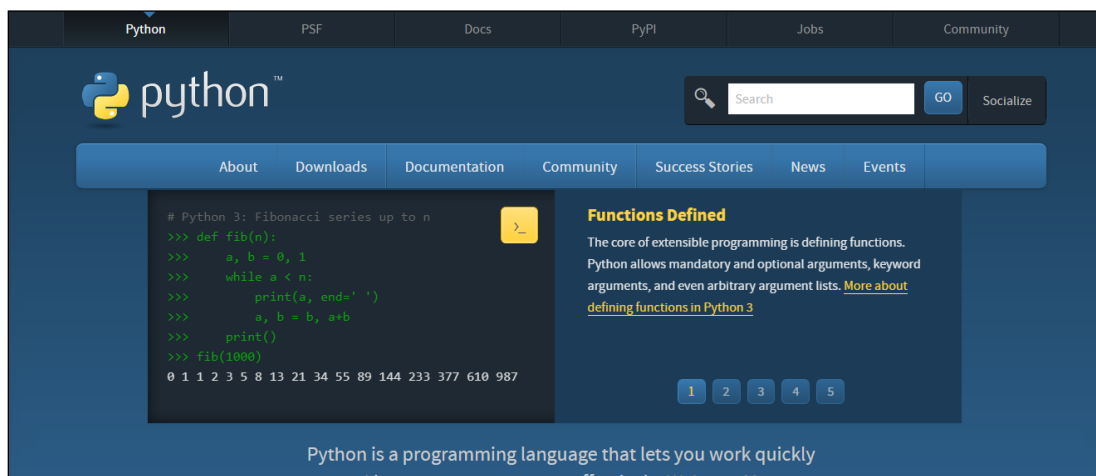 Python PSF Docs PyPI Jobs Community
python™
Search GO Socialize
About Downloads Documentation Community Success Stories News Events
# Python 3: Fibonacci series up to n
>>> def fib(n):
>>>     a, b = 0, 1
>>>     while a < n:
>>>         print(a, end=' ')
>>>         a, b = b, a+b
>>>     print()
>>> fib(1000)
0 1 1 2 3 5 8 13 21 34 55 89 144 233 377 610 987
>_
Functions Defined
The core of extensible programming is defining functions.
Python allows mandatory and optional arguments, keyword
arguments, and even arbitrary argument lists. More about
defining functions in Python 3
1 2 3 4 5
Python is a programming language that lets you work quickly